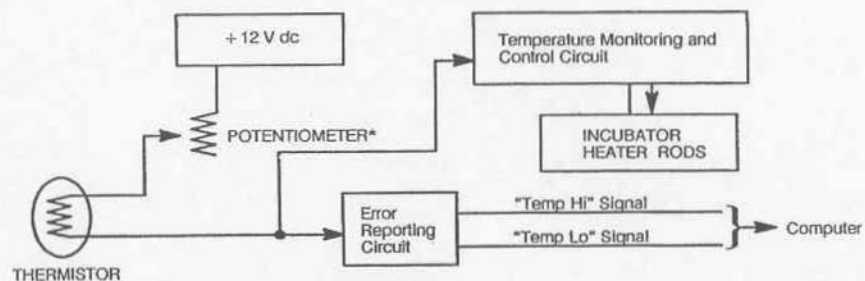 + 12 V dc
Temperature Monitoring and
Control Circuit
POTENTIOMETER*
INCUBATOR
HEATER RODS
Error
Reporting
Circuit
"Temp Hi" Signal
"Temp Lo" Signal
Computer
THERMISTOR